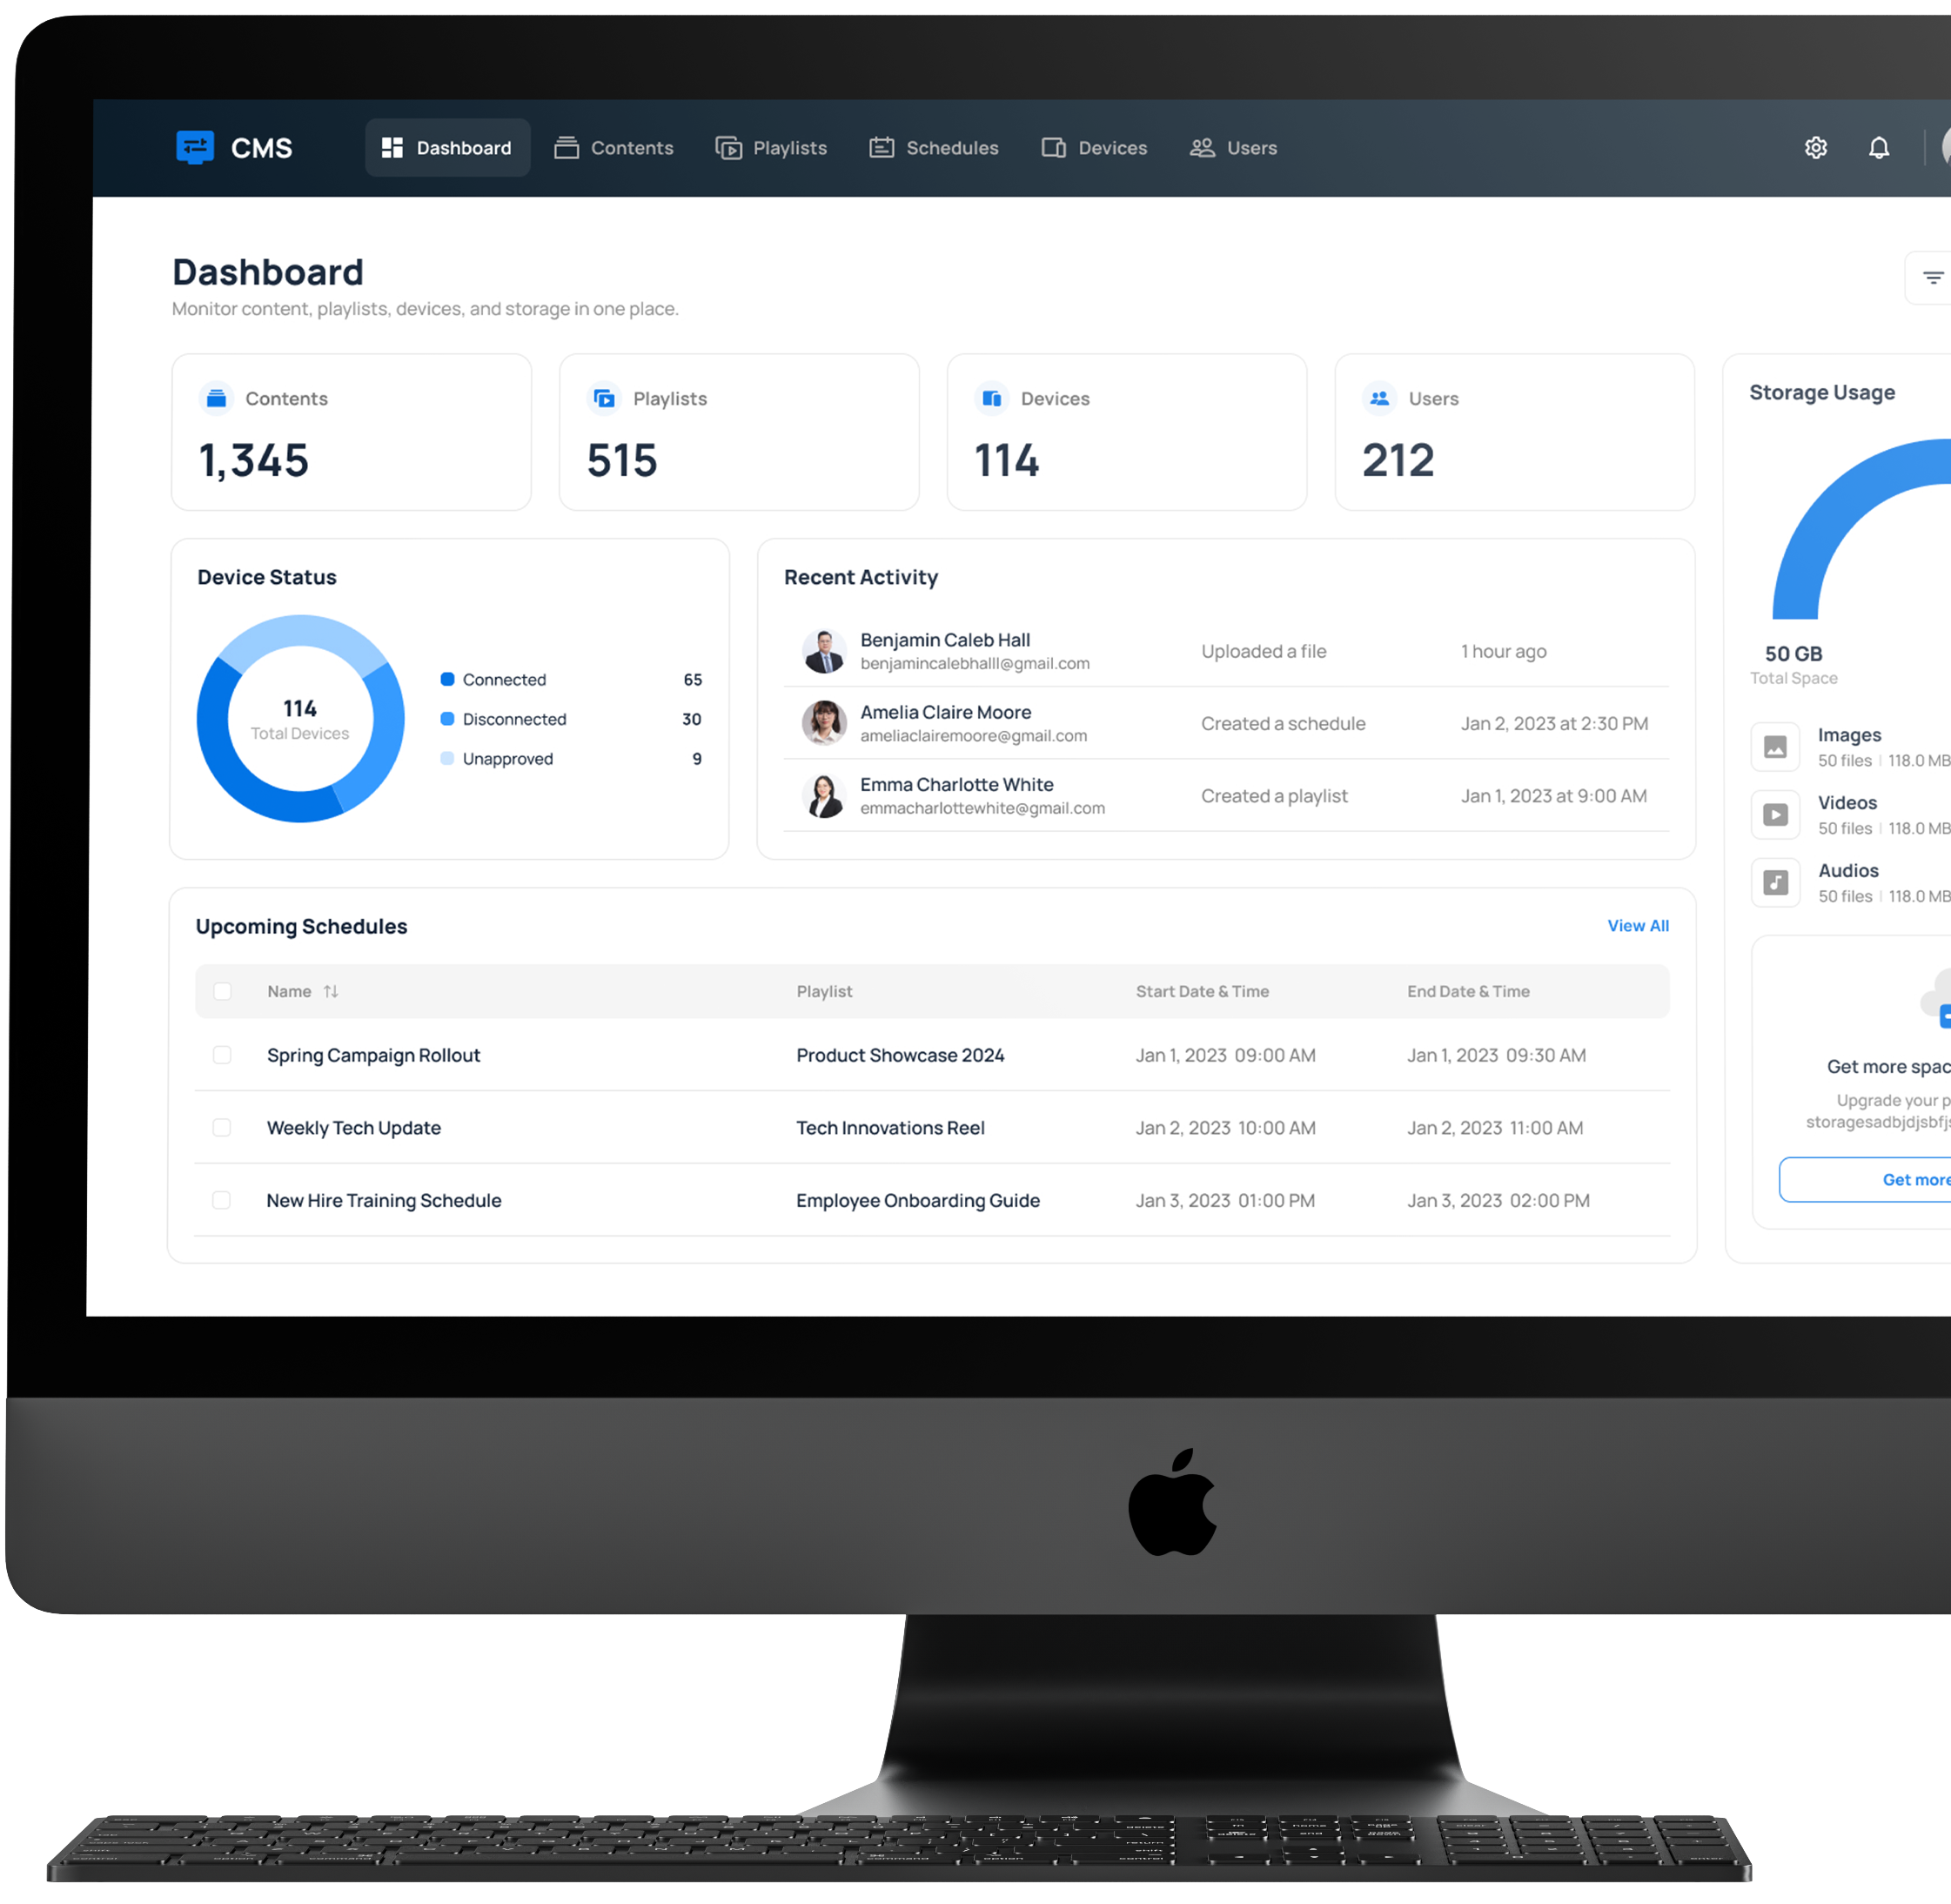 CMS
Dashboard
Contents
Playlists
Schedules
Devices
Users
Dashboard
Monitor content, playlists, devices, and storage in one place.
Contents
1,345
Playlists
515
Devices
114
Users
212
Device Status
114
Total Devices
Connected 65
Disconnected 30
Unapproved 9
Recent Activity
Benjamin Caleb Hall
benjamincalebhalll@gmail.com
Uploaded a file
1 hour ago
Amelia Claire Moore
ameliaclairemoore@gmail.com
Created a schedule
Jan 2, 2023 at 2:30 PM
Emma Charlotte White
emmacharlottewhite@gmail.com
Created a playlist
Jan 1, 2023 at 9:00 AM
Upcoming Schedules
View All
Name Playlist Start Date & Time End Date & Time
Spring Campaign Rollout Product Showcase 2024 Jan 1, 2023 09:00 AM Jan 1, 2023 09:30 AM
Weekly Tech Update Tech Innovations Reel Jan 2, 2023 10:00 AM Jan 2, 2023 11:00 AM
New Hire Training Schedule Employee Onboarding Guide Jan 3, 2023 01:00 PM Jan 3, 2023 02:00 PM
Storage Usage
50 GB
Total Space
Images
50 files | 118.0 MB
Videos
50 files | 118.0 MB
Audios
50 files | 118.0 MB
Get more spac
Upgrade your p
storagesadbjdjsbfjs
Get more